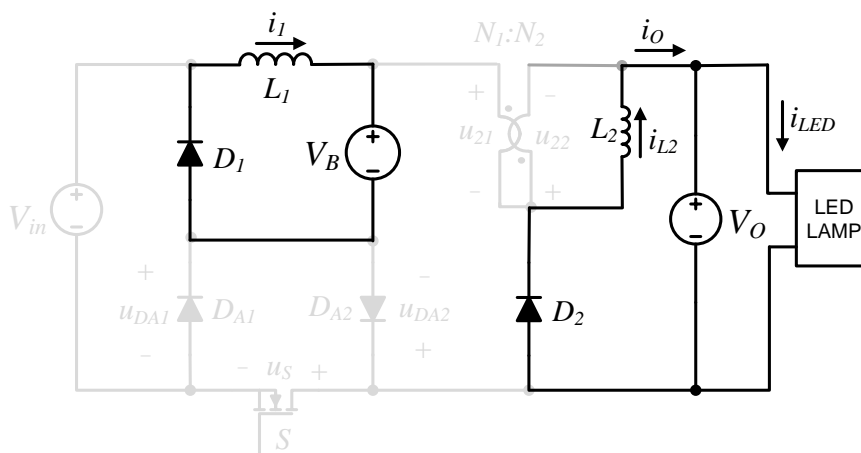 i1
N1:N2
iO
L1
+ −
+
L2
iL2
iLED
u21
u22
D1
VB
+
−
− +
Vin
+
−
VO
+
−
LED
LAMP
+
uDA1
−
DA1
DA2
−
uDA2
+
D2
− uS +
S